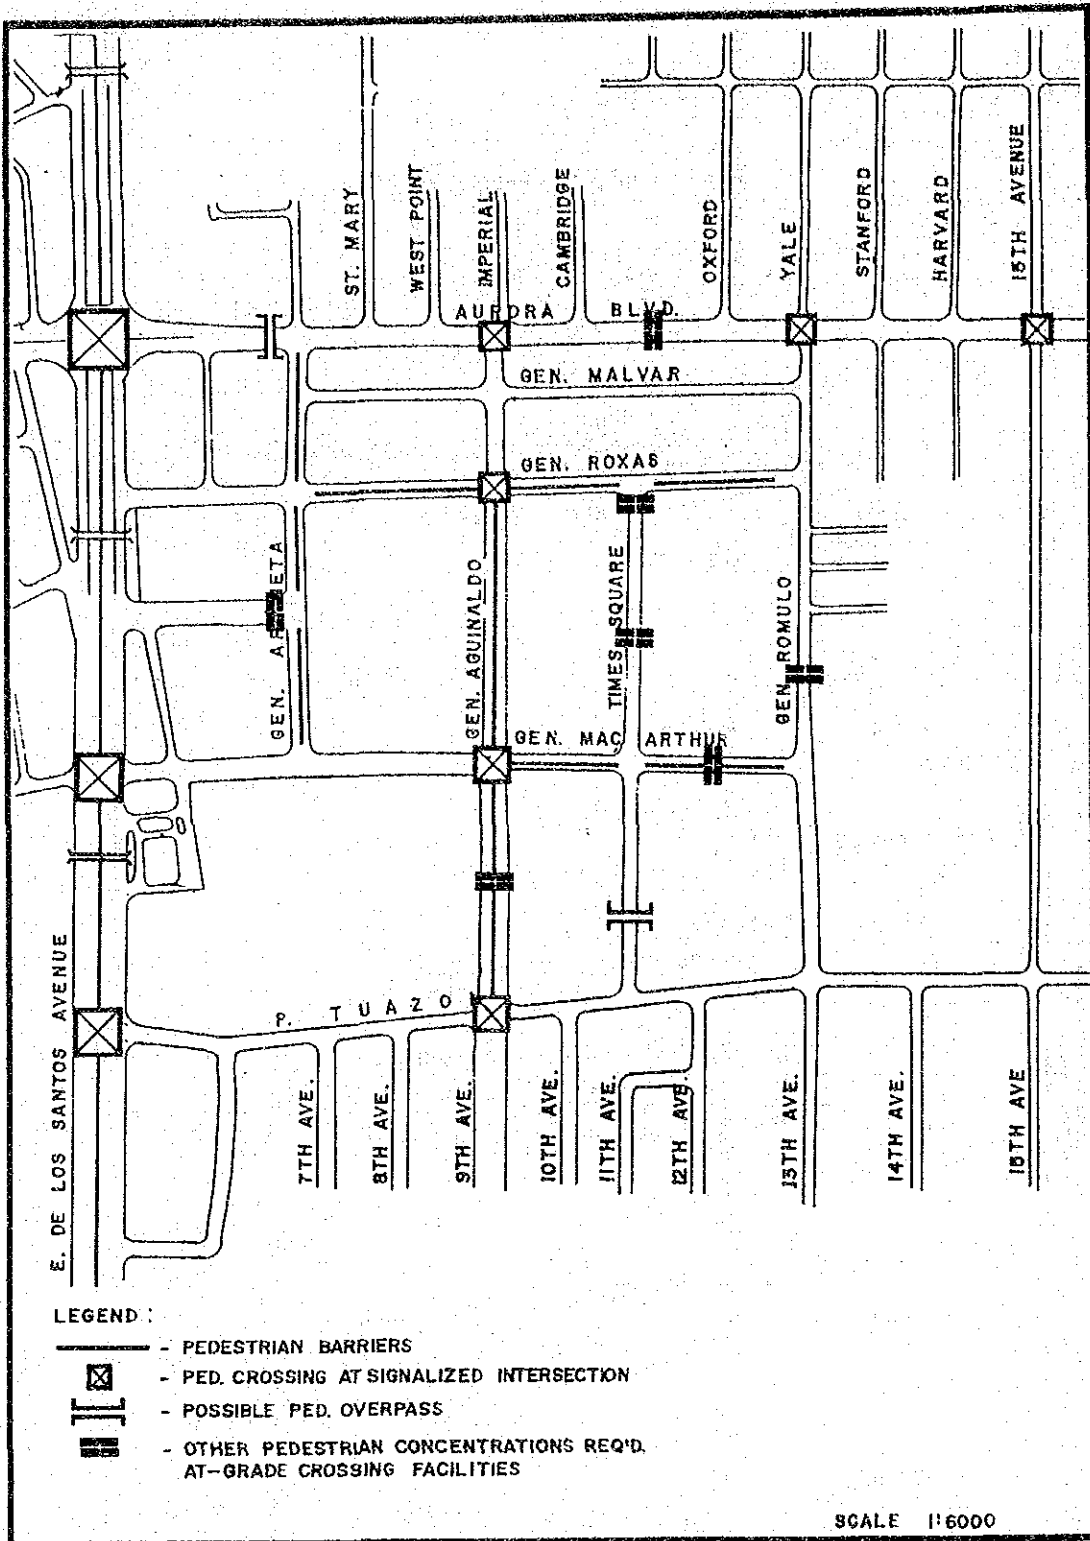 ST. MARY
WEST POINT
IMPERIAL
CAMBRIDGE
OXFORD
YALE
STANFORD
HARVARD
15TH AVENUE
AURORA BLVD.
GEN. MALVAR
GEN. ROXAS
GEN. AR ETA
GEN. AGUINALDO
TIMES SQUARE
GEN. ROMULO
GEN. MAC ARTHUR
E. DE LOS SANTOS AVENUE
P. TUAZO
7TH AVE.
8TH AVE.
9TH AVE.
10TH AVE.
11TH AVE.
12TH AVE.
13TH AVE.
14TH AVE.
15TH AVE
LEGEND :
- PEDESTRIAN BARRIERS
- PED. CROSSING AT SIGNALIZED INTERSECTION
- POSSIBLE PED. OVERPASS
- OTHER PEDESTRIAN CONCENTRATIONS REQ'D.
AT-GRADE CROSSING FACILITIES
SCALE 1:6000